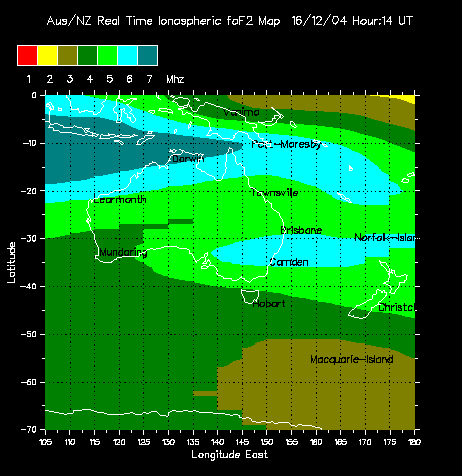 Aus/NZ Real Time Ionospheric foF2 Map 16/12/04 Hour:14 UT
1 2 3 4 5 6 7 Mhz
0
Vanimo
-10
Port-Moresby
Darwin
-20
Townsville
Learmonth
-30
Brisbane
Norfolk-Islan
Mundaring
Camden
-40
Hobart
Christch
-50
Macquarie-Island
-60
-70
Latitude
105 110 115 120 125 130 135 140 145 150 155 160 165 170 175 180
Longitude East